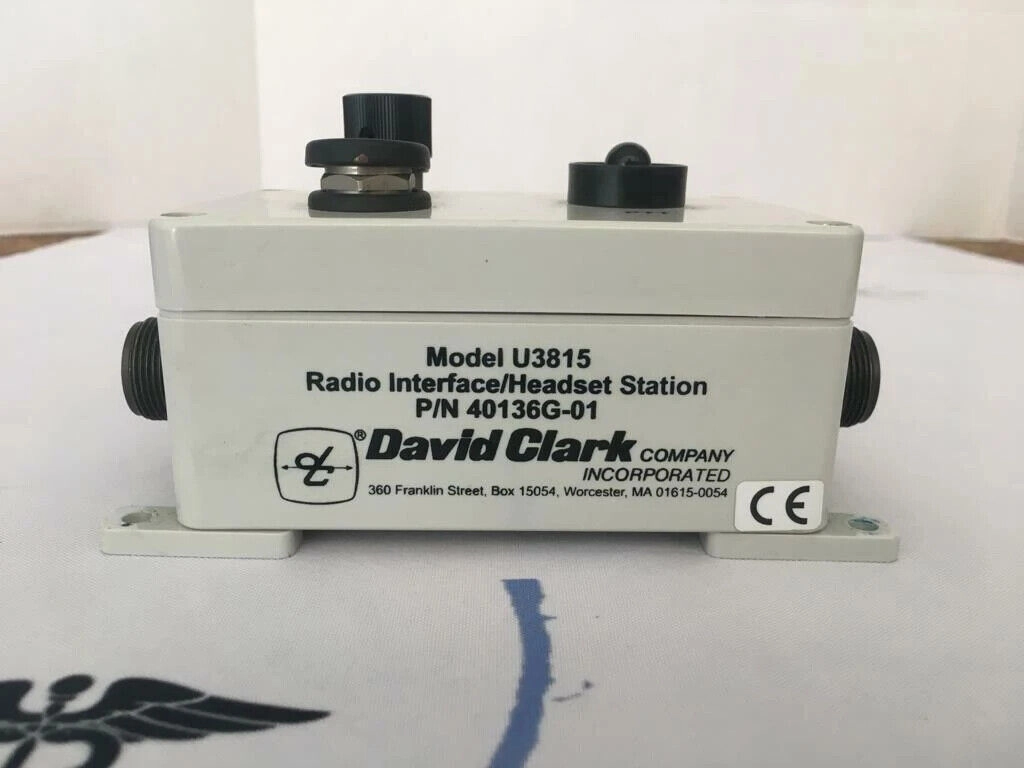 Model U3815
Radio Interface/Headset Station
P/N 40136G-01
® David Clark COMPANY
INCORPORATED
360 Franklin Street, Box 15054, Worcester, MA 01615-0054
CE